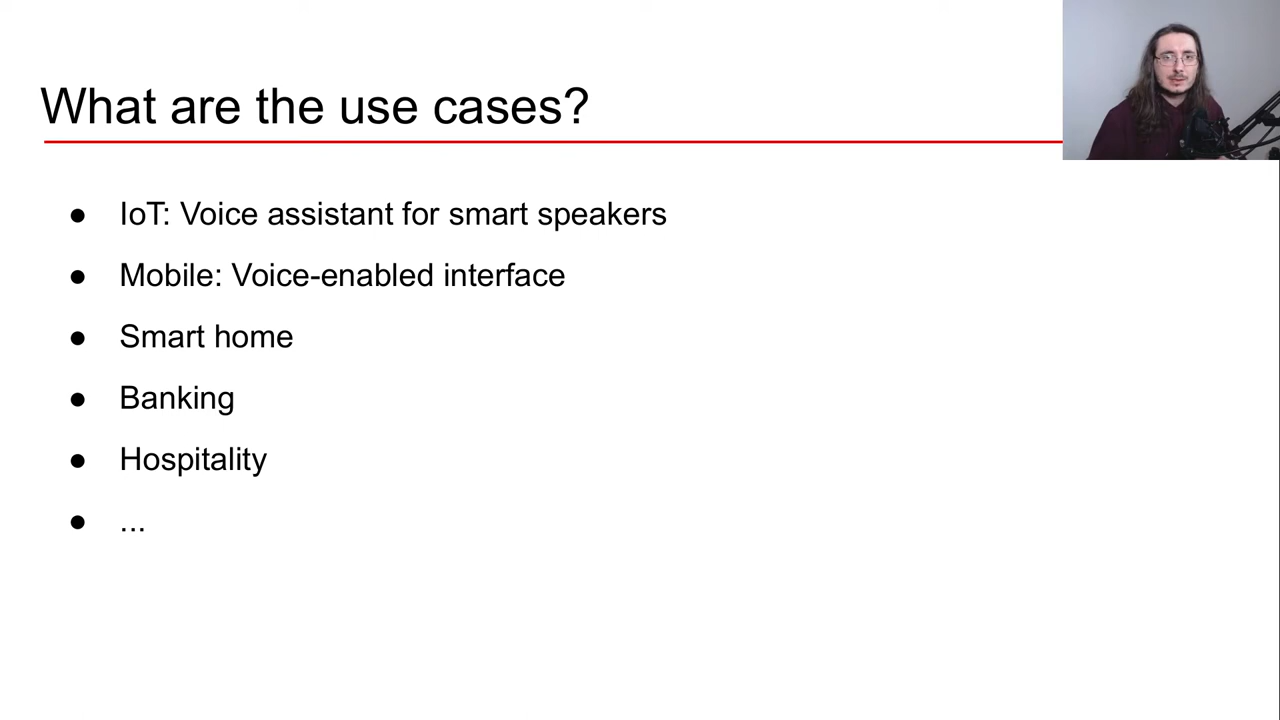 What are the use cases?
● IoT: Voice assistant for smart speakers
● Mobile: Voice-enabled interface
● Smart home
● Banking
● Hospitality
● ...